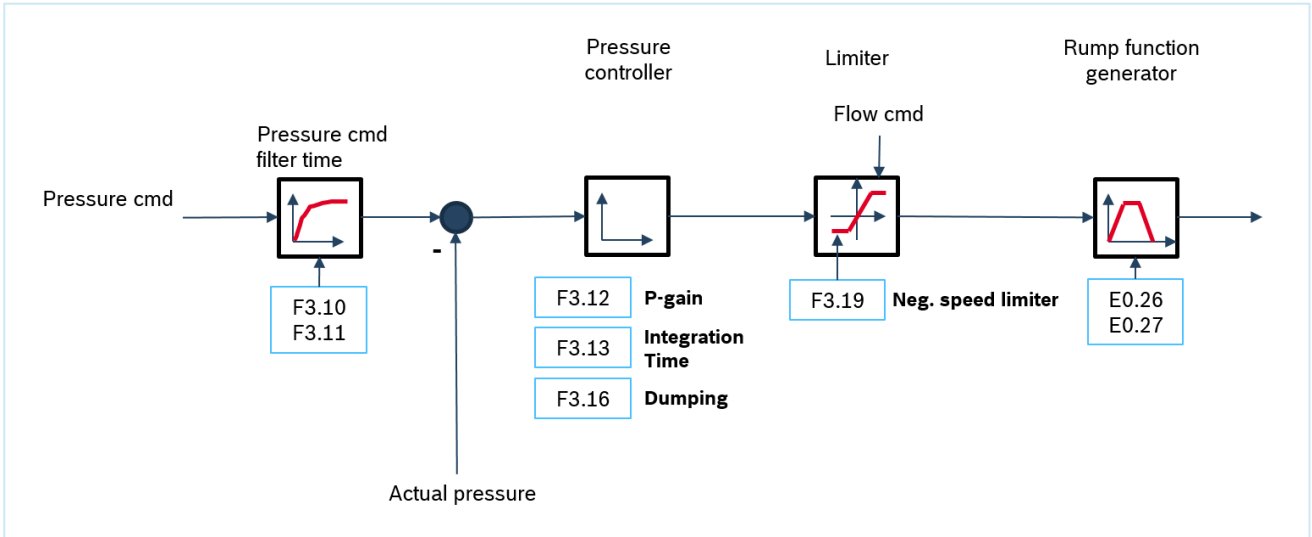 Pressure
controller
Limiter
Rump function
generator
Flow cmd
Pressure cmd
filter time
Pressure cmd
-
F3.10
F3.11
F3.12
P-gain
F3.13
Integration
Time
F3.16
Dumping
F3.19
Neg. speed limiter
E0.26
E0.27
Actual pressure